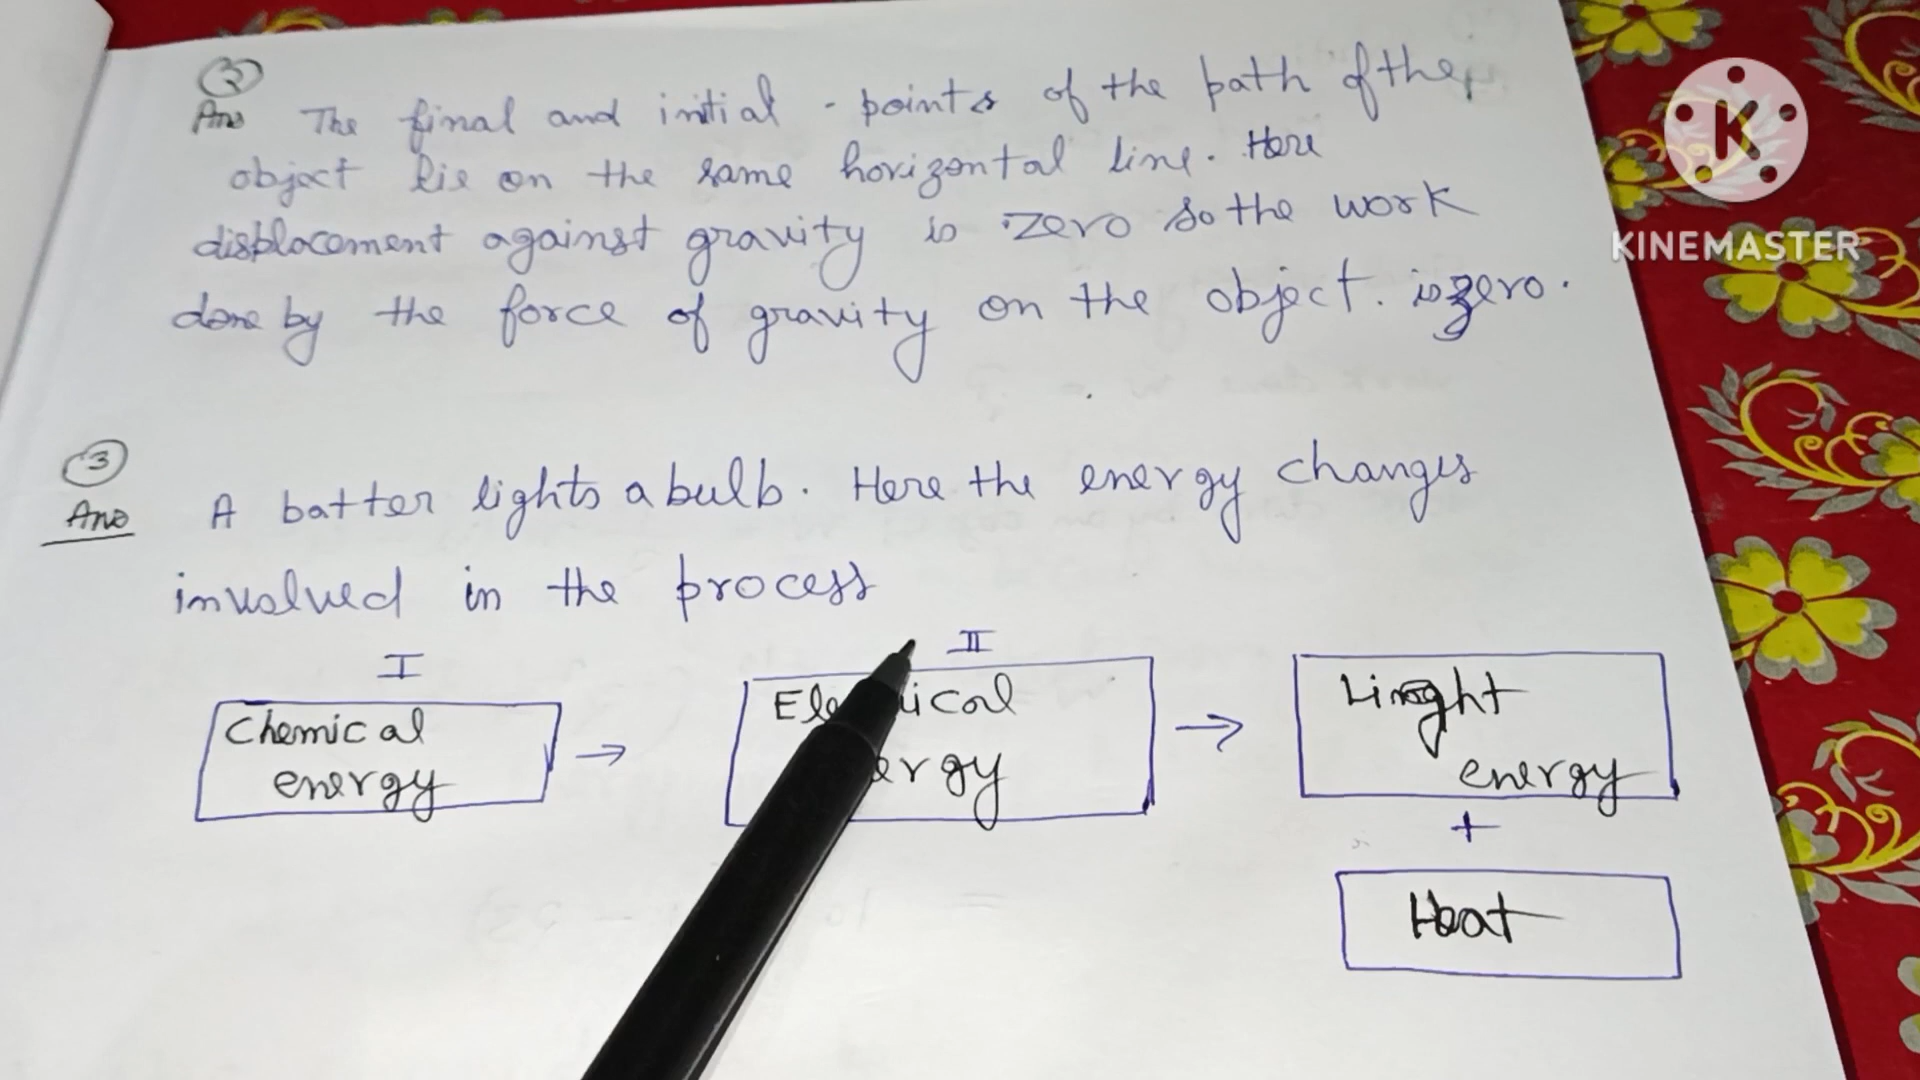 2
Ans The final and initial - points of the path of the
object lie on the same horizontal line. Here
displacement against gravity is zero so the work
done by the force of gravity on the object. is zero.
3
Ans A batter lights a bulb. Here the energy changes
involved in the process
I II
Chemical energy → →
energy
+
Heat
K
KINEMASTER